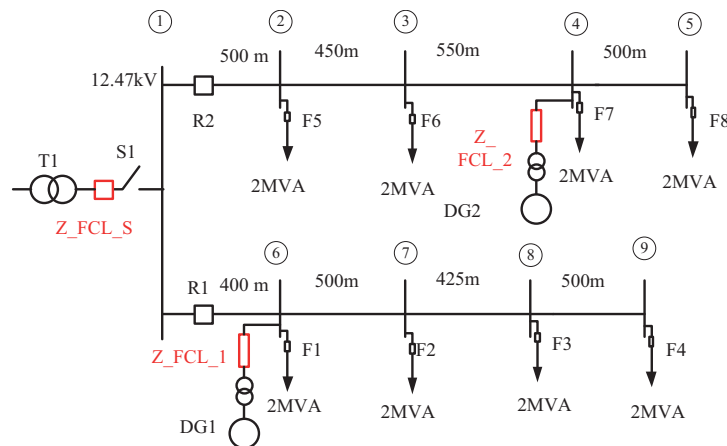 ① ② ③ ④ ⑤
500 m 450m 550m 500m
12.47kV
R2 F5 F6 F7 F8
Z_
FCL_2
T1 S1
2MVA 2MVA 2MVA 2MVA
DG2
Z_FCL_S
⑥ ⑦ ⑧ ⑨
R1 400 m 500m 425m 500m
Z_FCL_1 F1 F2 F3 F4
2MVA 2MVA 2MVA 2MVA
DG1